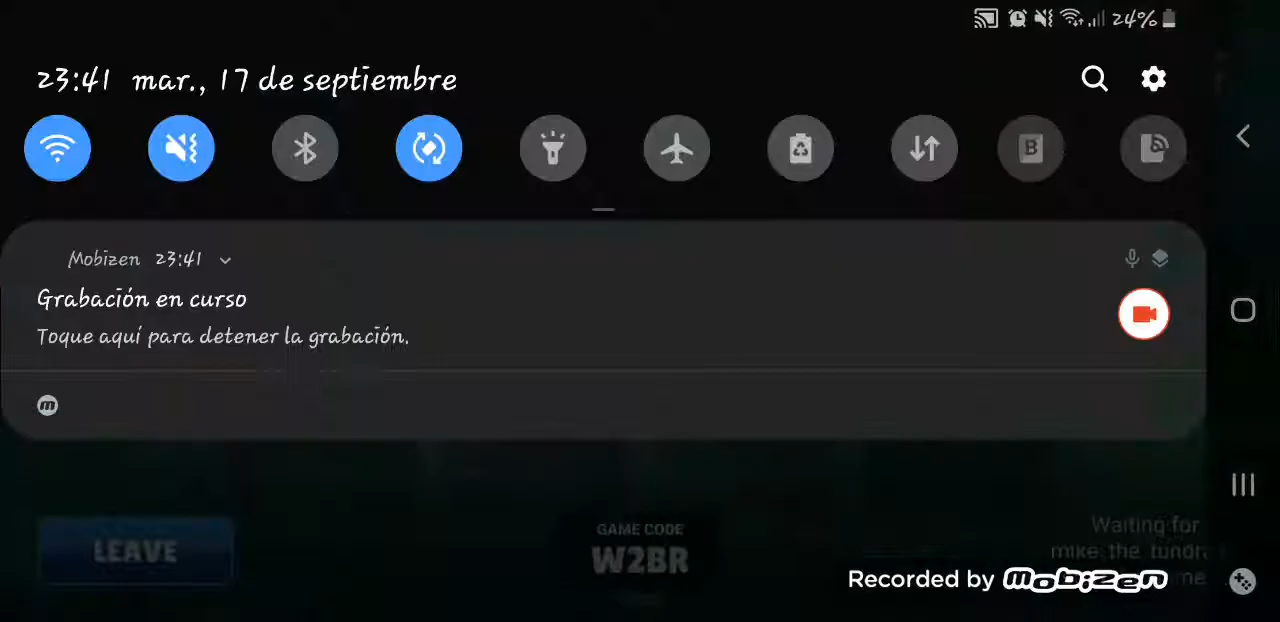 24%
23:41 mar., 17 de septiembre
B
Mobizen 23:41
Grabación en curso
Toque aquí para detener la grabación.
m
LEAVE
GAME CODE
W2BR
Waiting for
mike the tundr
Recorded by mobizen